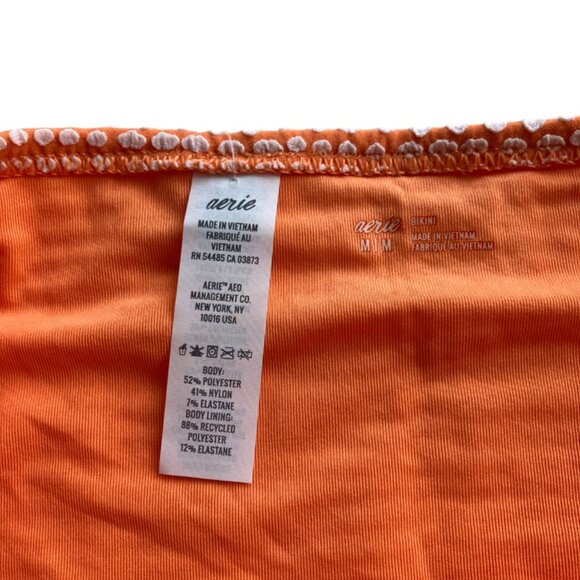 aerie
MADE IN VIETNAM
FABRIQUÉ AU
VIETNAM
RN 54485 CA 03873
AERIE™ AEO
MANAGEMENT CO.
NEW YORK, NY
10016 USA
BODY:
52% POLYESTER
41% NYLON
7% ELASTANE
BODY LINING:
88% RECYCLED
POLYESTER
12% ELASTANE
aerie BIKINI
M | M MADE IN VIETNAM
FABRIQUÉ AU VIETNAM